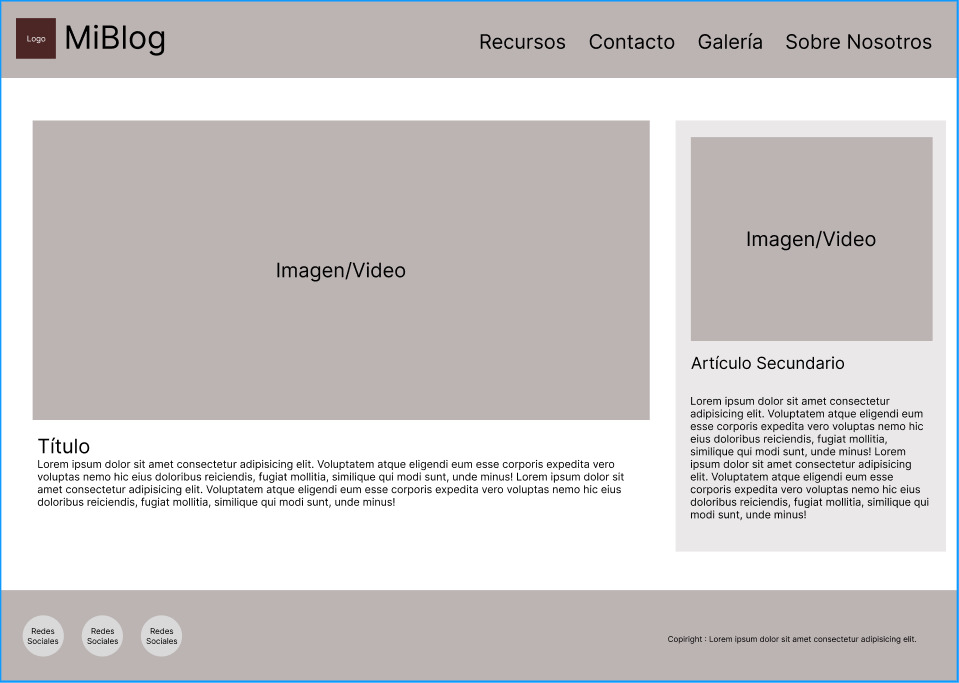 Logo
MiBlog
Recursos Contacto Galería Sobre Nosotros
Imagen/Video
Título
Lorem ipsum dolor sit amet consectetur adipisicing elit. Voluptatem atque eligendi eum esse corporis expedita vero
voluptas nemo hic eius doloribus reiciendis, fugiat mollitia, similique qui modi sunt, unde minus! Lorem ipsum dolor sit
amet consectetur adipisicing elit. Voluptatem atque eligendi eum esse corporis expedita vero voluptas nemo hic eius
doloribus reiciendis, fugiat mollitia, similique qui modi sunt, unde minus!
Imagen/Video
Artículo Secundario
Lorem ipsum dolor sit amet consectetur
adipisicing elit. Voluptatem atque eligendi eum
esse corporis expedita vero voluptas nemo hic
eius doloribus reiciendis, fugiat mollitia,
similique qui modi sunt, unde minus! Lorem
ipsum dolor sit amet consectetur adipisicing
elit. Voluptatem atque eligendi eum esse
corporis expedita vero voluptas nemo hic eius
doloribus reiciendis, fugiat mollitia, similique qui
modi sunt, unde minus!
Redes
Sociales
Redes
Sociales
Redes
Sociales
Copiright : Lorem ipsum dolor sit amet consectetur adipisicing elit.